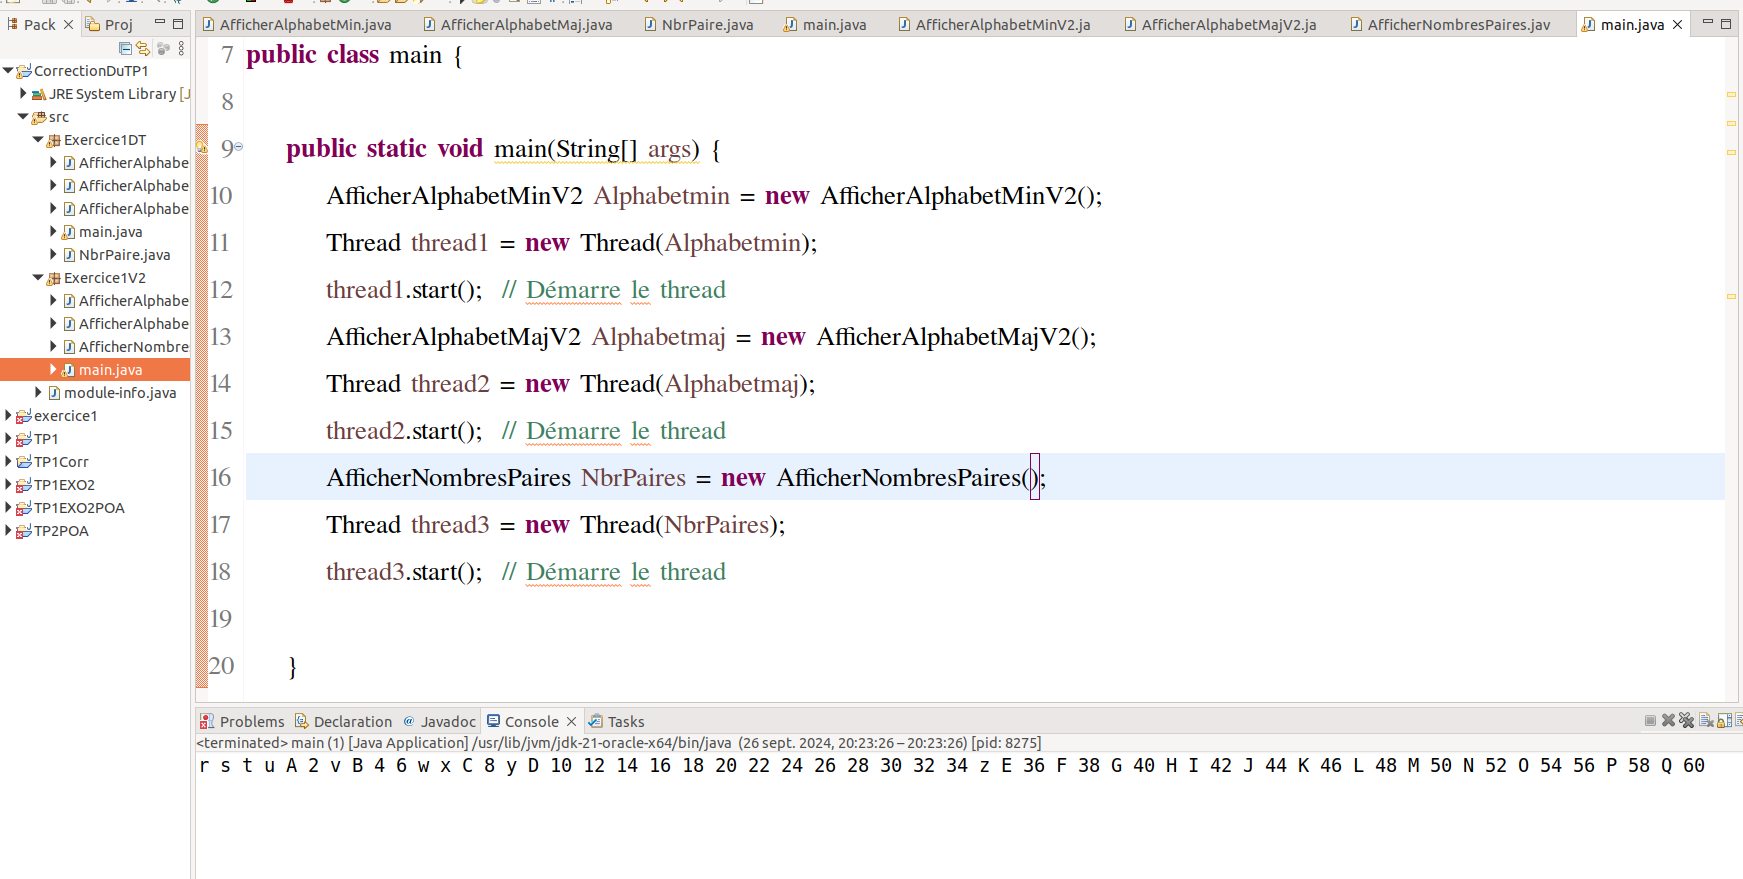 Pack Proj
AfficherAlphabetMin.java AfficherAlphabetMaj.java NbrPaire.java main.java AfficherAlphabetMinV2.ja AfficherAlphabetMajV2.ja AfficherNombresPaires.jav main.java
CorrectionDuTP1
JRE System Library [J
src
Exercice1DT
AfficherAlphabe
AfficherAlphabe
AfficherAlphabe
main.java
NbrPaire.java
Exercice1V2
AfficherAlphabe
AfficherAlphabe
AfficherNombre
main.java
module-info.java
exercice1
TP1
TP1Corr
TP1EXO2
TP1EXO2POA
TP2POA
7 public class main {
8
9 public static void main(String[] args) {
10 AfficherAlphabetMinV2 Alphabetmin = new AfficherAlphabetMinV2();
11 Thread thread1 = new Thread(Alphabetmin);
12 thread1.start(); // Démarre le thread
13 AfficherAlphabetMajV2 Alphabetmaj = new AfficherAlphabetMajV2();
14 Thread thread2 = new Thread(Alphabetmaj);
15 thread2.start(); // Démarre le thread
16 AfficherNombresPaires NbrPaires = new AfficherNombresPaires();
17 Thread thread3 = new Thread(NbrPaires);
18 thread3.start(); // Démarre le thread
19
20 }
Problems Declaration Javadoc Console Tasks
<terminated> main (1) [Java Application] /usr/lib/jvm/jdk-21-oracle-x64/bin/java (26 sept. 2024, 20:23:26 – 20:23:26) [pid: 8275]
r s t u A 2 v B 4 6 w x C 8 y D 10 12 14 16 18 20 22 24 26 28 30 32 34 z E 36 F 38 G 40 H I 42 J 44 K 46 L 48 M 50 N 52 O 54 56 P 58 Q 60